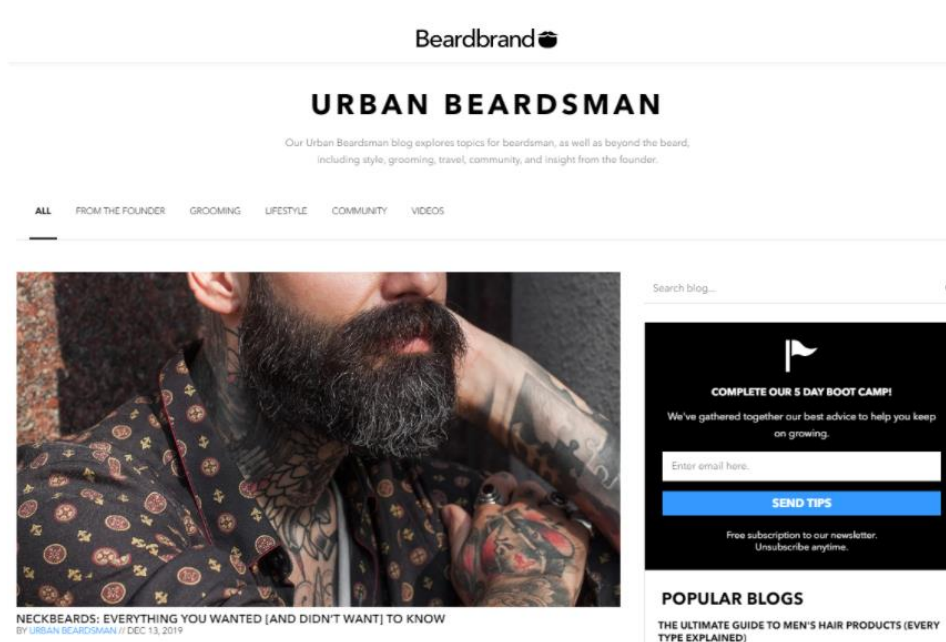 Beardbrand
URBAN BEARDSMAN
Our Urban Beardsman blog explores topics for beardsman, as well as beyond the beard,
including style, grooming, travel, community, and insight from the founder.
ALL FROM THE FOUNDER GROOMING LIFESTYLE COMMUNITY VIDEOS
Search blog...
COMPLETE OUR 5 DAY BOOT CAMP!
We've gathered together our best advice to help you keep
on growing.
Enter email here.
SEND TIPS
Free subscription to our newsletter.
Unsubscribe anytime.
NECKBEARDS: EVERYTHING YOU WANTED [AND DIDN'T WANT] TO KNOW
BY URBAN BEARDSMAN // DEC 13, 2019
POPULAR BLOGS
THE ULTIMATE GUIDE TO MEN'S HAIR PRODUCTS (EVERY
TYPE EXPLAINED)